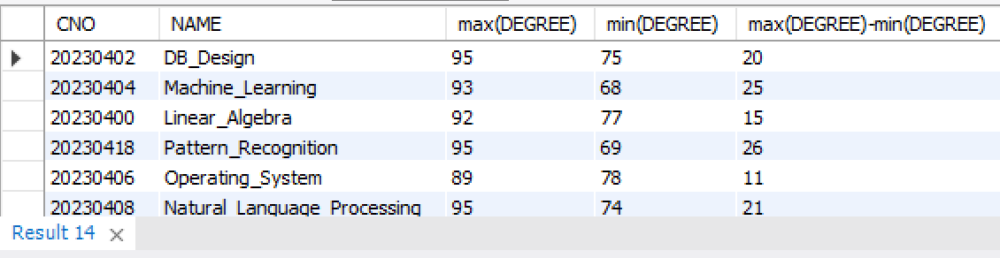 CNO NAME max(DEGREE) min(DEGREE) max(DEGREE)-min(DEGREE)
20230402 DB_Design 95 75 20
20230404 Machine_Learning 93 68 25
20230400 Linear_Algebra 92 77 15
20230418 Pattern_Recognition 95 69 26
20230406 Operating_System 89 78 11
20230408 Natural_Language_Processing 95 74 21
Result 14 ×